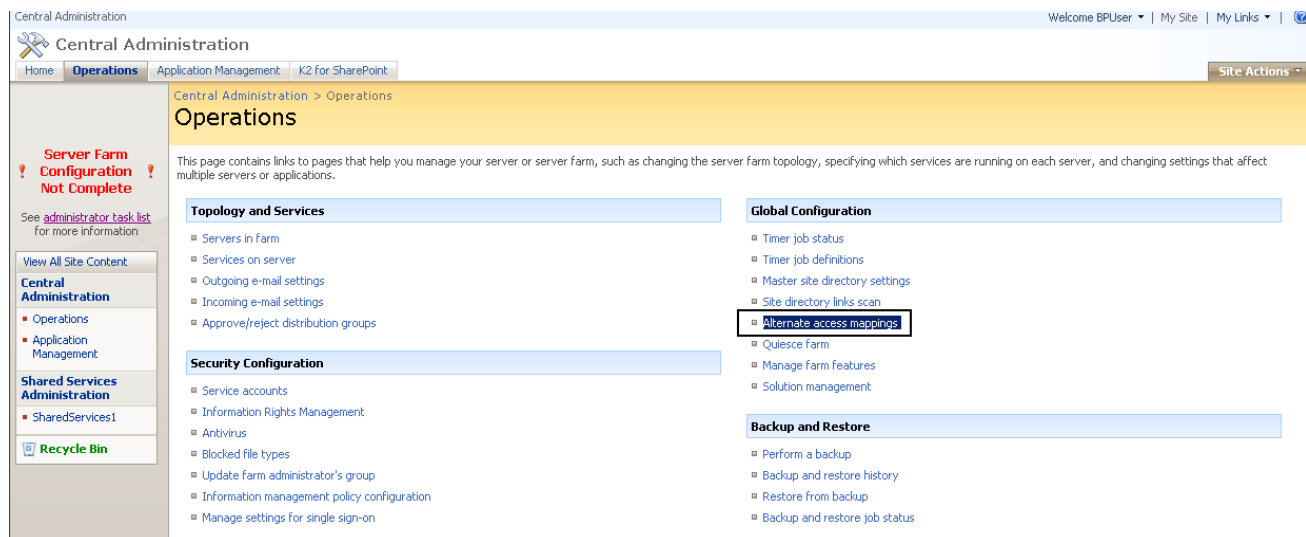 Central Administration
Welcome BPUser ▾ | My Site | My Links ▾ |
Central Administration
Home Operations Application Management K2 for SharePoint
Site Actions ▾
Central Administration > Operations
Operations
Server Farm
! Configuration !
Not Complete
See administrator task list
for more information
This page contains links to pages that help you manage your server or server farm, such as changing the server farm topology, specifying which services are running on each server, and changing settings that affect
multiple servers or applications.
View All Site Content
Central
Administration
Operations
Application
Management
Shared Services
Administration
SharedServices1
Recycle Bin
Topology and Services
Servers in farm
Services on server
Outgoing e-mail settings
Incoming e-mail settings
Approve/reject distribution groups
Security Configuration
Service accounts
Information Rights Management
Antivirus
Blocked file types
Update farm administrator's group
Information management policy configuration
Manage settings for single sign-on
Global Configuration
Timer job status
Timer job definitions
Master site directory settings
Site directory links scan
Alternate access mappings
Quiesce farm
Manage farm features
Solution management
Backup and Restore
Perform a backup
Backup and restore history
Restore from backup
Backup and restore job status